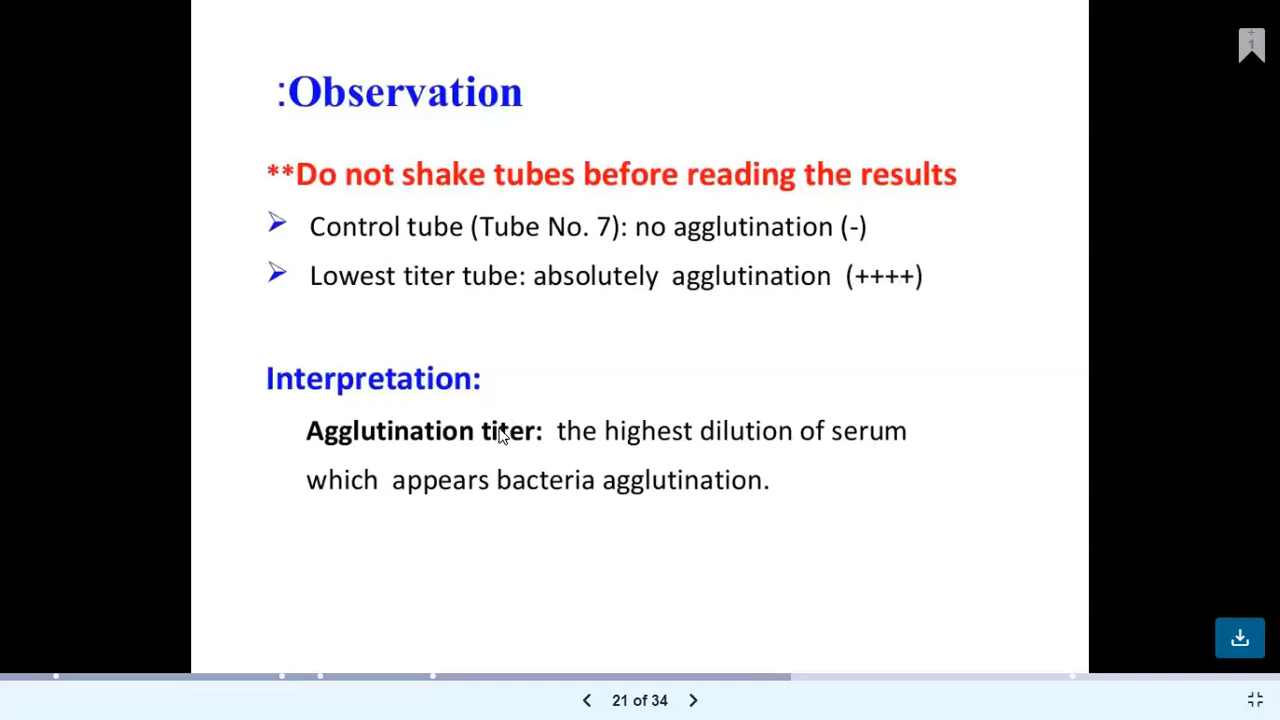 :Observation
**Do not shake tubes before reading the results
Control tube (Tube No. 7): no agglutination (-)
Lowest titer tube: absolutely agglutination (++++)
Interpretation:
Agglutination titer: the highest dilution of serum
which appears bacteria agglutination.
+
1
21 of 34